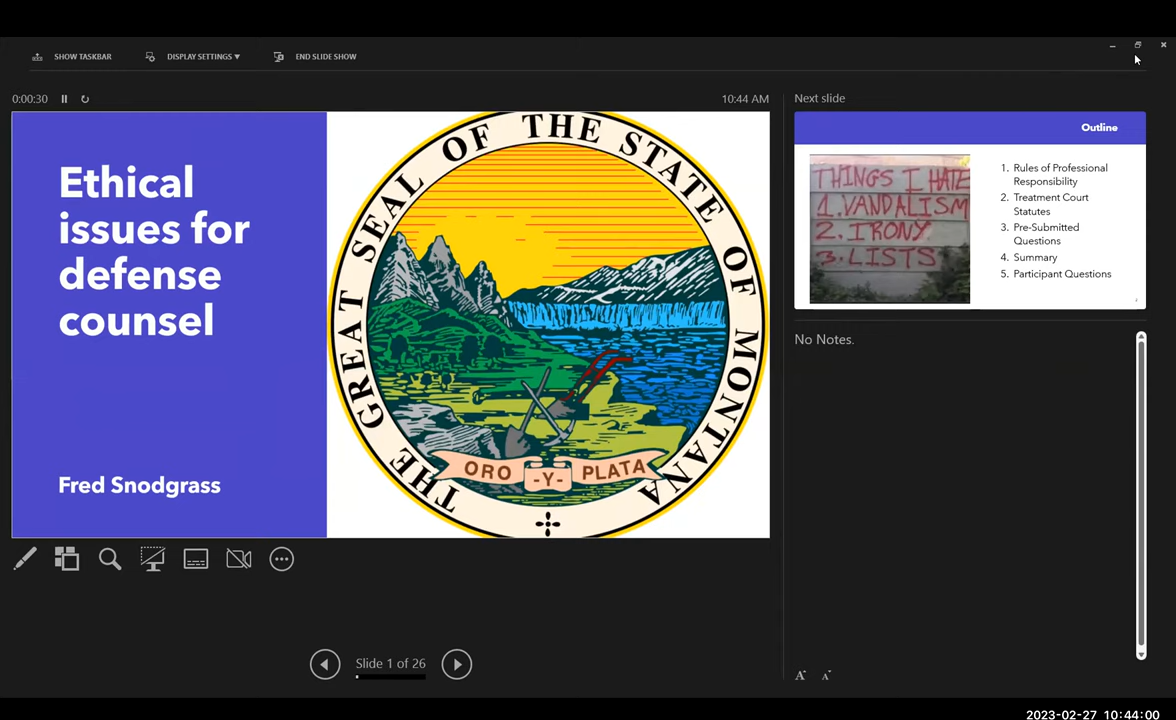 SHOW TASKBAR
DISPLAY SETTINGS ▾
END SLIDE SHOW
0:00:30
10:44 AM
Ethical
issues for
defense
counsel
Fred Snodgrass
THE GREAT SEAL OF THE STATE OF MONTANA
ORO -Y- PLATA
Slide 1 of 26
Next slide
Outline
THINGS I HATE
1. VANDALISM
2. IRONY
3. LISTS
1. Rules of Professional
Responsibility
2. Treatment Court
Statutes
3. Pre-Submitted
Questions
4. Summary
5. Participant Questions
No Notes.
A A
2023-02-27 10:44:00